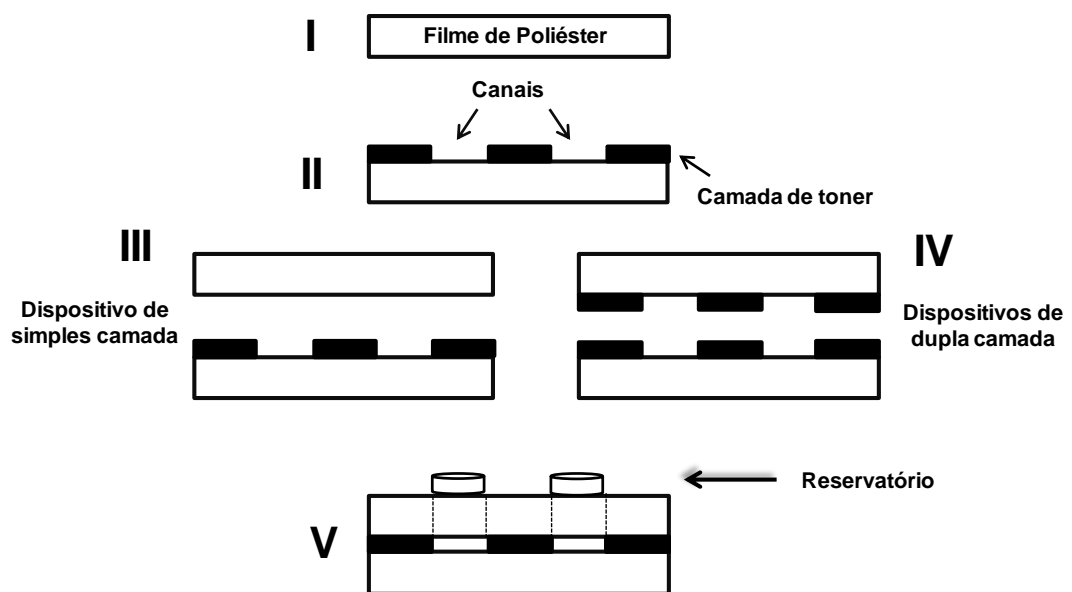 I
Filme de Poliéster
Canais
II
Camada de toner
III
IV
Dispositivo de
simples camada
Dispositivos de
dupla camada
Reservatório
V